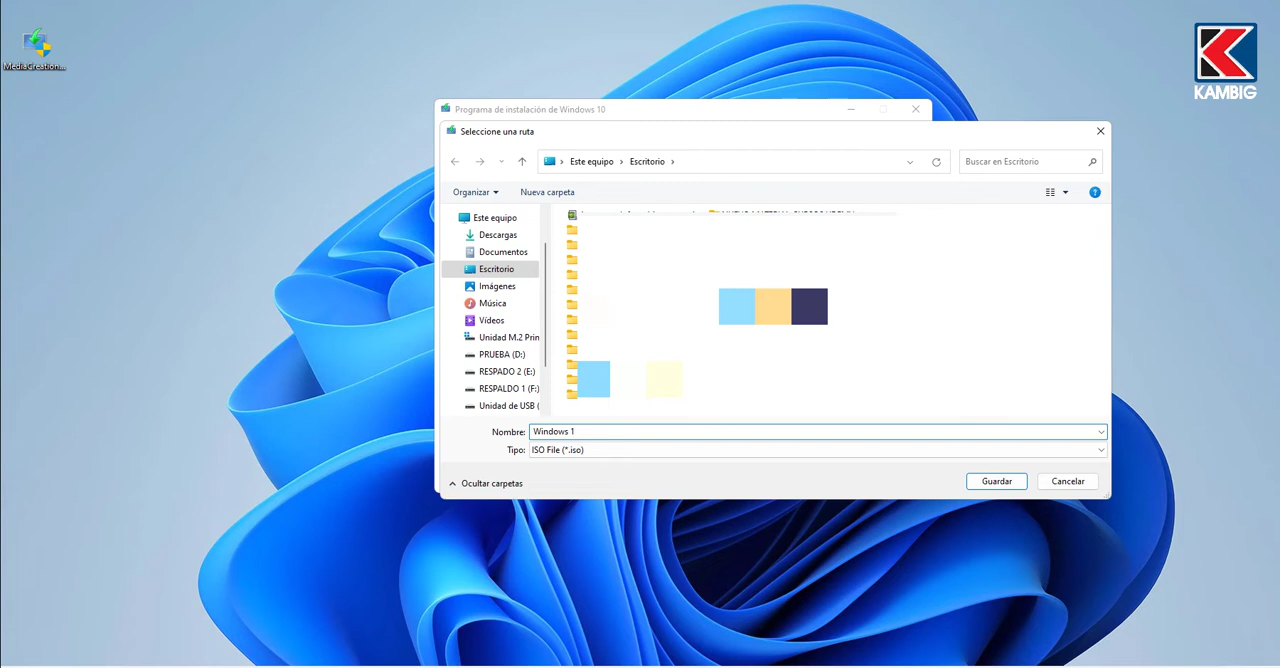 MediaCreation...
KAMBIG
Programa de instalación de Windows 10
Seleccione una ruta
Este equipo > Escritorio >
Buscar en Escritorio
Organizar
Nueva carpeta
Este equipo
Descargas
Documentos
Escritorio
Imágenes
Música
Vídeos
Unidad M.2 Prin
PRUEBA (D:)
RESPADO 2 (E:)
RESPALDO 1 (F:)
Unidad de USB (
Nombre: Windows 1
Tipo: ISO File (*.iso)
Ocultar carpetas
Guardar
Cancelar